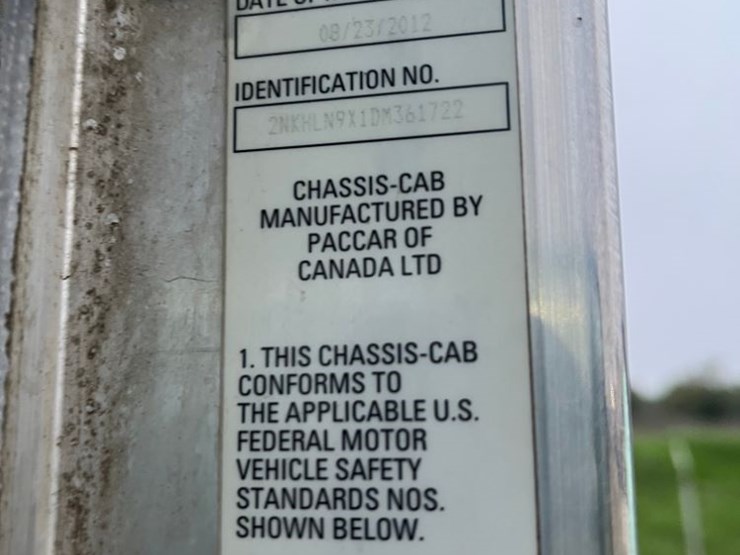 08/23/2012
IDENTIFICATION NO.
2NKHLN9X1DM361722
CHASSIS-CAB
MANUFACTURED BY
PACCAR OF
CANADA LTD
1. THIS CHASSIS-CAB
CONFORMS TO
THE APPLICABLE U.S.
FEDERAL MOTOR
VEHICLE SAFETY
STANDARDS NOS.
SHOWN BELOW.